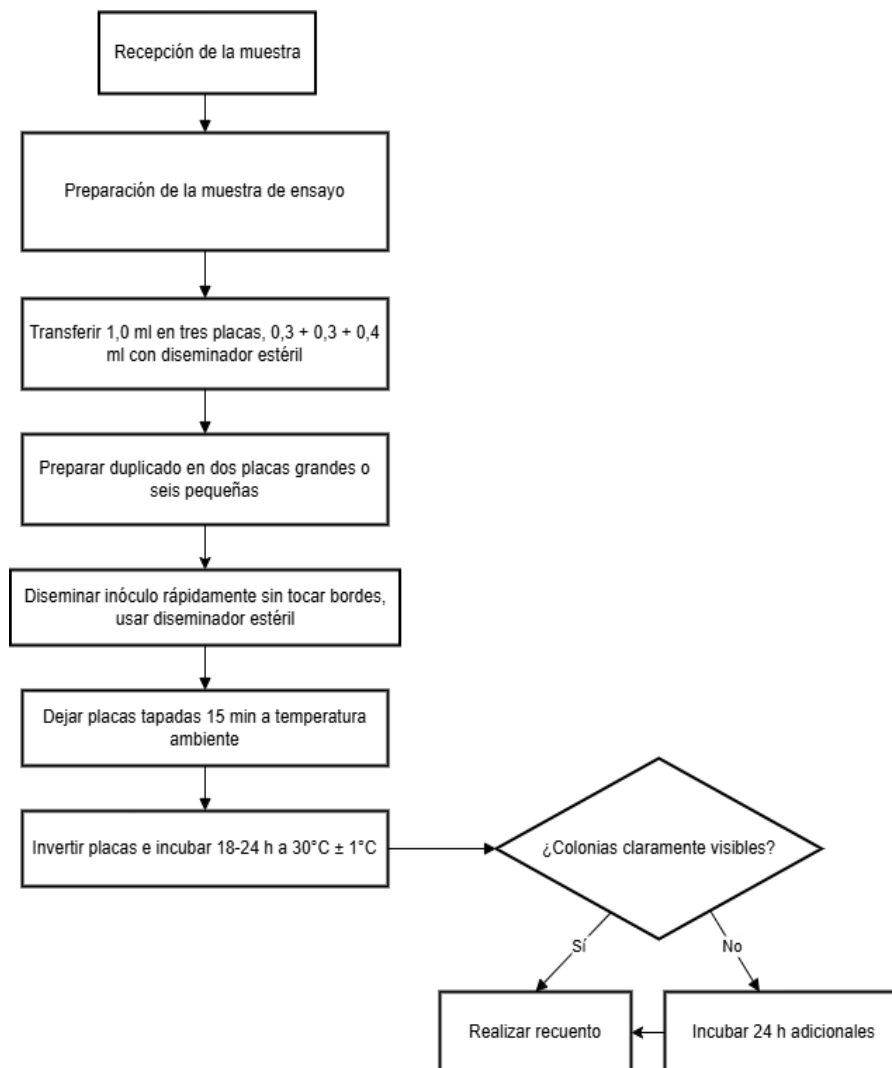 Recepción de la muestra
Preparación de la muestra de ensayo
Transferir 1,0 ml en tres placas, 0,3 + 0,3 + 0,4
ml con diseminador estéril
Preparar duplicado en dos placas grandes o
seis pequeñas
Diseminar inóculo rápidamente sin tocar bordes,
usar diseminador estéril
Dejar placas tapadas 15 min a temperatura
ambiente
Invertir placas e incubar 18-24 h a 30°C ± 1°C
¿Colonias claramente visibles?
Sí
No
Realizar recuento
Incubar 24 h adicionales